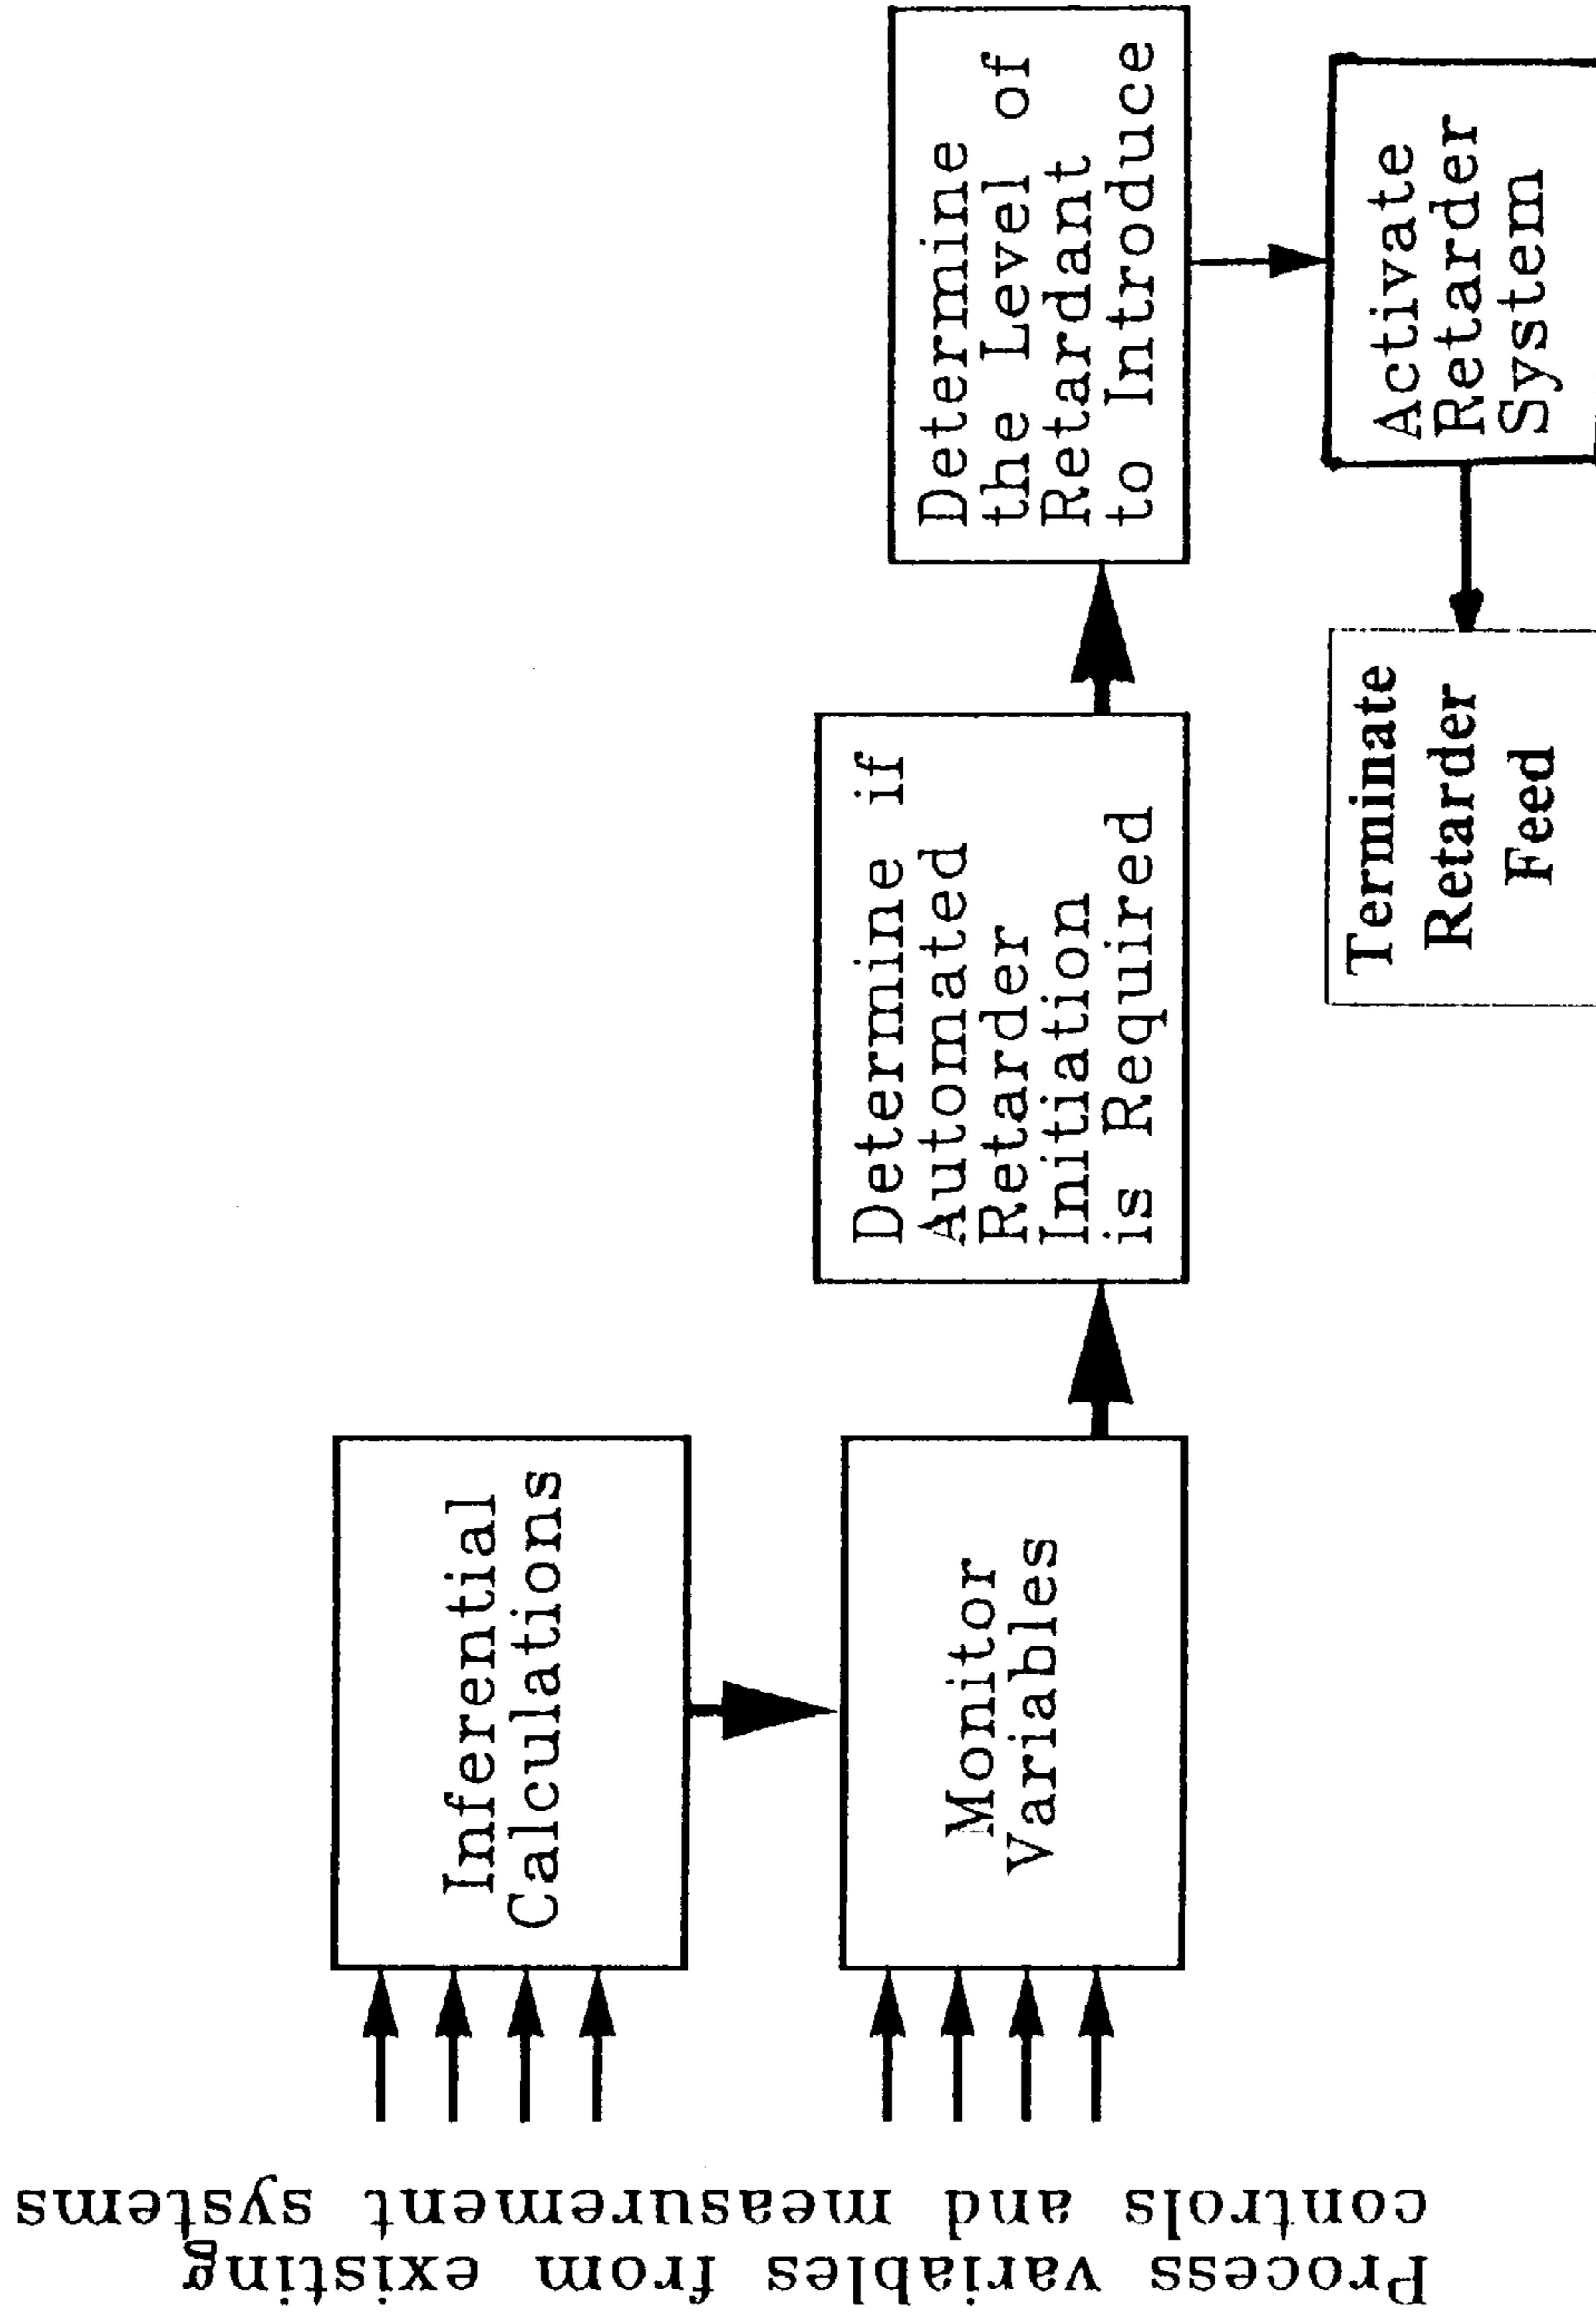 Process variables from existing
controls and measurement systems
Inferential
Calculations
Monitor
Variables
Determine if
Automated
Retarder
Initiation
is Required
Determine
the Level of
Retardant
to Introduce
Activate
Retarder
System
Terminate
Retarder
Feed